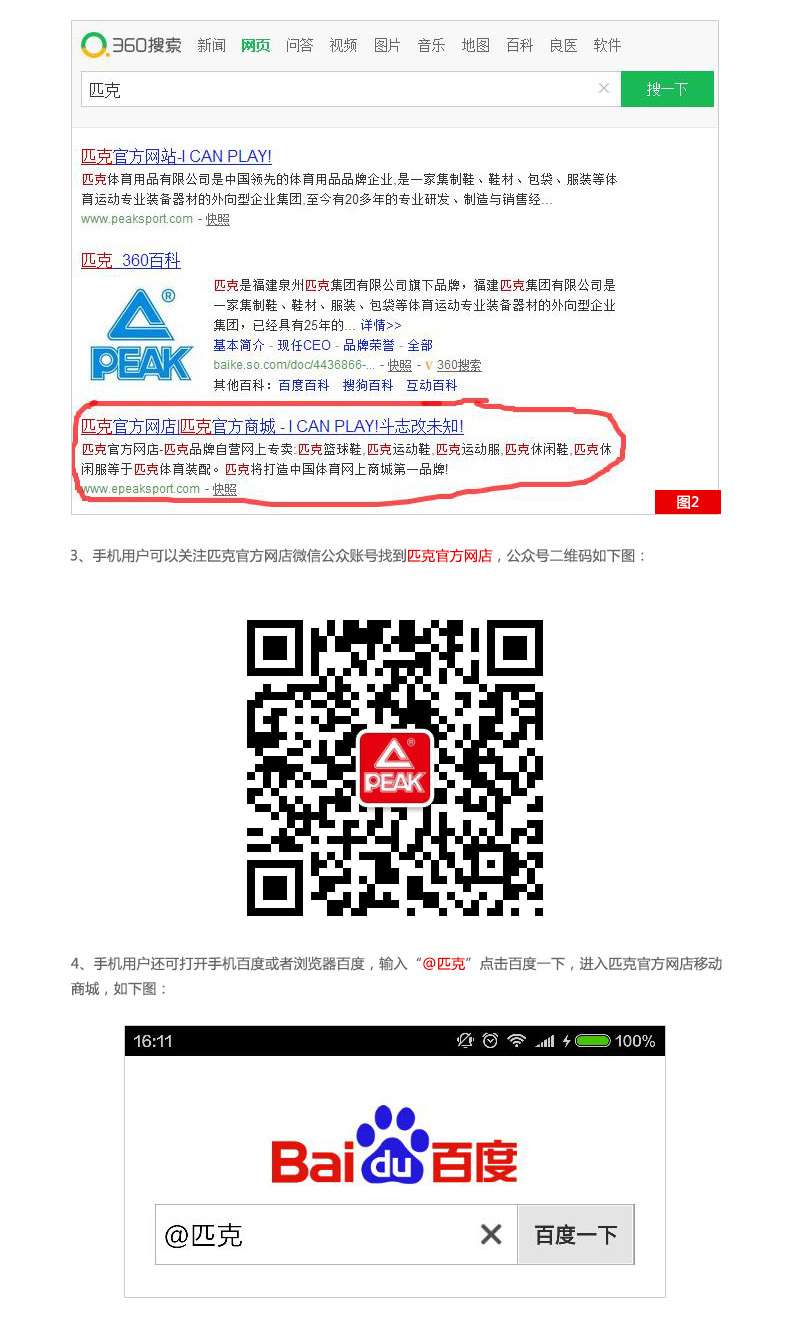 360搜索 新闻 网页 问答 视频 图片 音乐 地图 百科 良医 软件
匹克 × 搜一下
匹克官方网站-I CAN PLAY!
匹克体育用品有限公司是中国领先的体育用品品牌企业,是一家集制鞋、鞋材、包袋、服装等体
育运动专业装备器材的外向型企业集团,至今有20多年的专业研发、制造与销售经...
www.peaksport.com - 快照
匹克_360百科
匹克是福建泉州匹克集团有限公司旗下品牌，福建匹克集团有限公司是
一家集制鞋、鞋材、服装、包袋等体育运动专业装备器材的外向型企业
集团，已经具有25年的... 详情>>
基本简介 - 现任CEO - 品牌荣誉 - 全部
baike.so.com/doc/4436866-... - 快照 - V 360搜索
其他百科：百度百科 搜狗百科 互动百科
PEAK®
匹克官方网店|匹克官方商城 - I CAN PLAY!斗志改未知!
匹克官方网店-匹克品牌自营网上专卖:匹克篮球鞋,匹克运动鞋,匹克运动服,匹克休闲鞋,匹克休
闲服等于匹克体育装配。匹克将打造中国体育网上商城第一品牌!
www.epeaksport.com - 快照
图2
3、手机用户可以关注匹克官方网店微信公众账号找到匹克官方网店，公众号二维码如下图：
PEAK®
4、手机用户还可打开手机百度或者浏览器百度，输入“@匹克”点击百度一下，进入匹克官方网店移动
商城，如下图：
16:11 100%
Bai du 百度
@匹克 百度一下